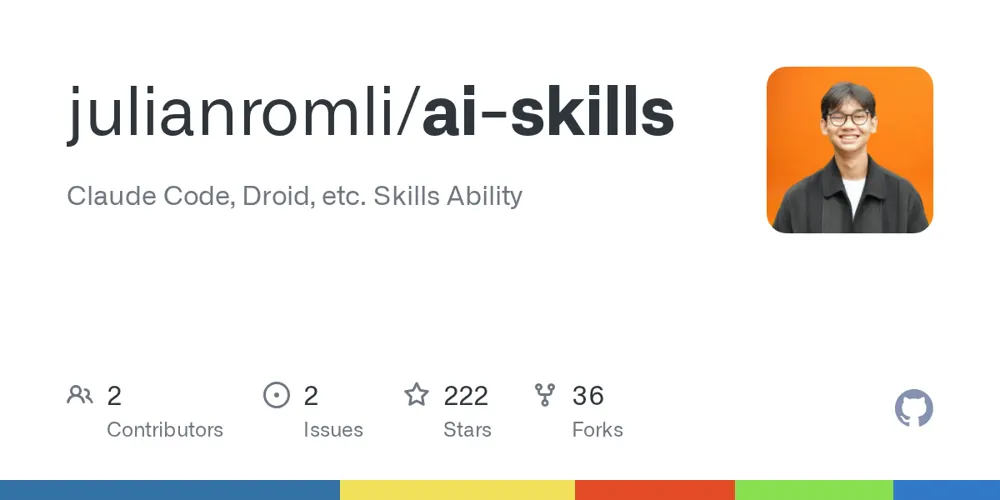 julianromli/ai-skills
Claude Code, Droid, etc. Skills Ability
2
Contributors
2
Issues
222
Stars
36
Forks